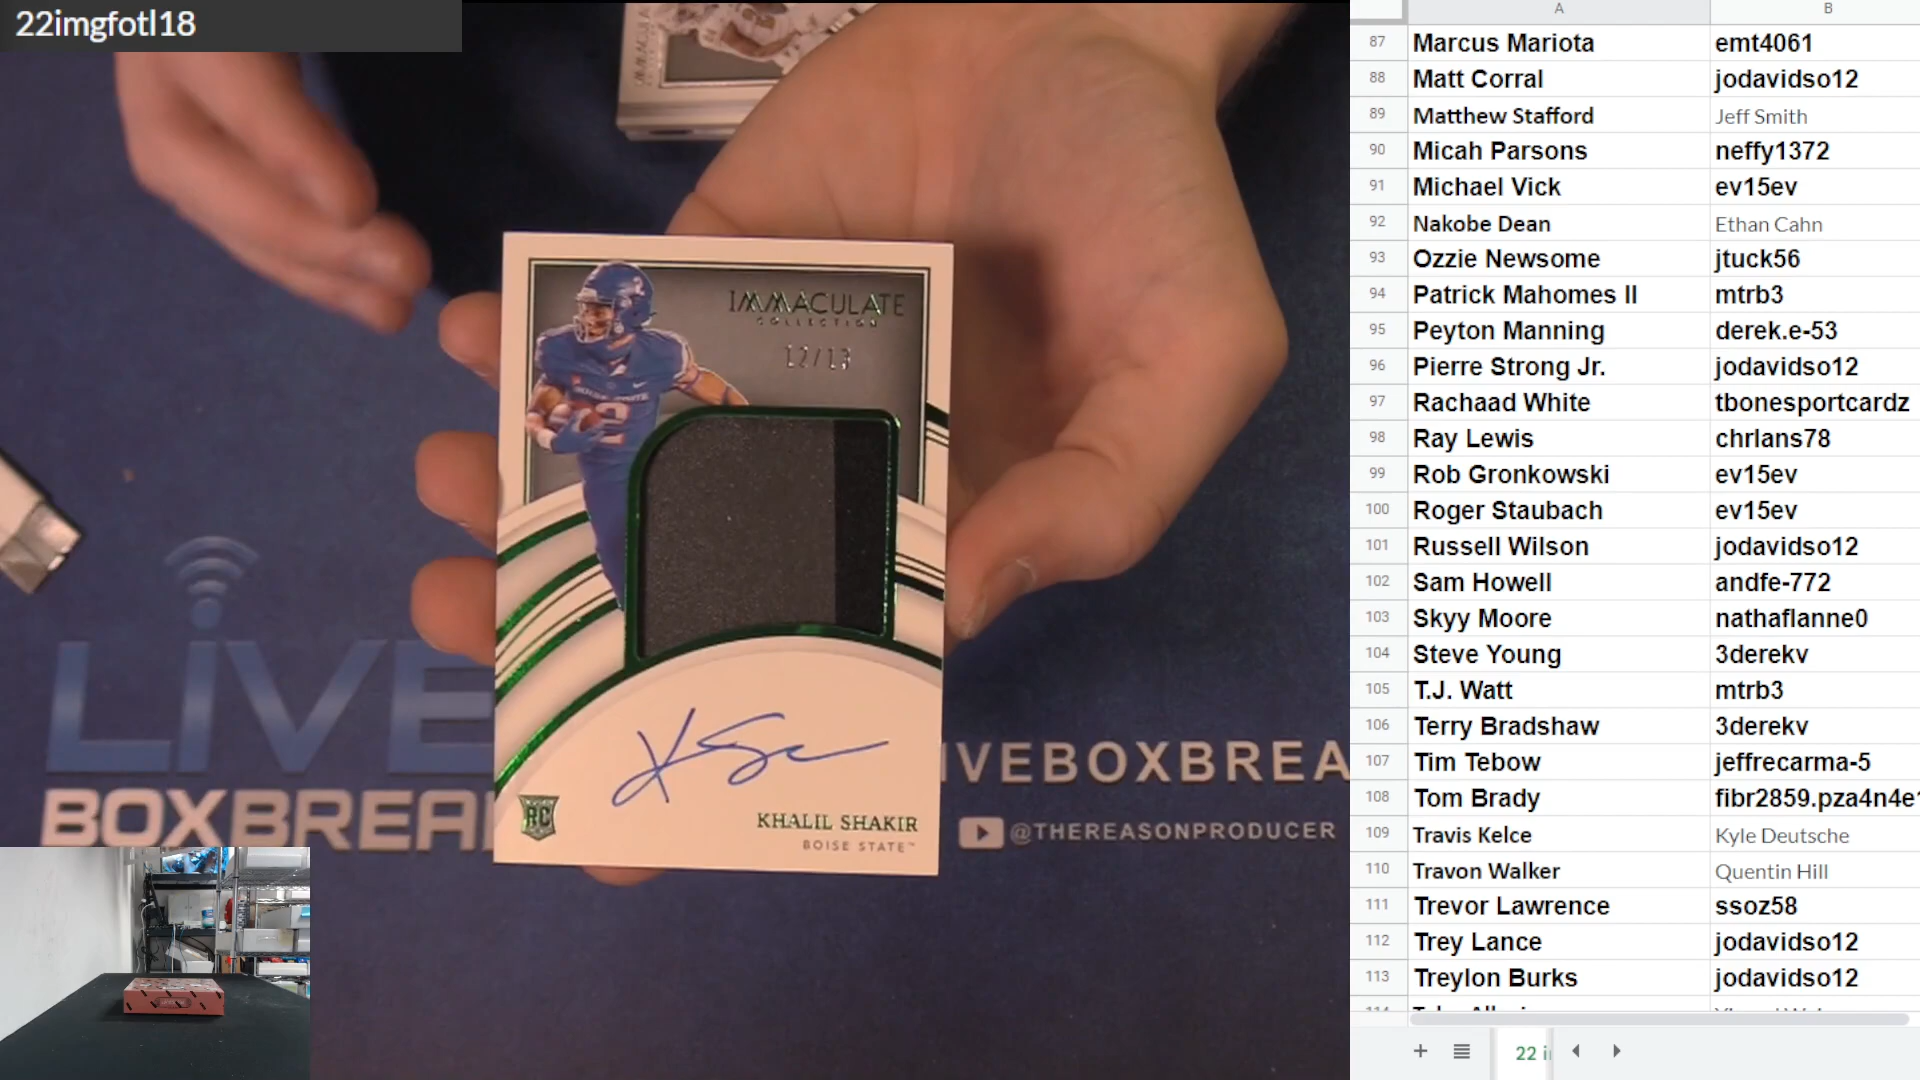 22imgfotl18
IMMACULATE
COLLECTION
12/13
KHALIL SHAKIR
BOISE STATE™
RC
LiVE
BOXBREA
IVEBOXBREA
@THEREASONPRODUCER
A B
87 Marcus Mariota emt4061
88 Matt Corral jodavidso12
89 Matthew Stafford Jeff Smith
90 Micah Parsons neffy1372
91 Michael Vick ev15ev
92 Nakobe Dean Ethan Cahn
93 Ozzie Newsome jtuck56
94 Patrick Mahomes II mtrb3
95 Peyton Manning derek.e-53
96 Pierre Strong Jr. jodavidso12
97 Rachaad White tbonesportcardz
98 Ray Lewis chrlans78
99 Rob Gronkowski ev15ev
100 Roger Staubach ev15ev
101 Russell Wilson jodavidso12
102 Sam Howell andfe-772
103 Skyy Moore nathaflanne0
104 Steve Young 3derekv
105 T.J. Watt mtrb3
106 Terry Bradshaw 3derekv
107 Tim Tebow jeffrecarma-5
108 Tom Brady fibr2859.pza4n4e
109 Travis Kelce Kyle Deutsche
110 Travon Walker Quentin Hill
111 Trevor Lawrence ssoz58
112 Trey Lance jodavidso12
113 Treylon Burks jodavidso12
22 i